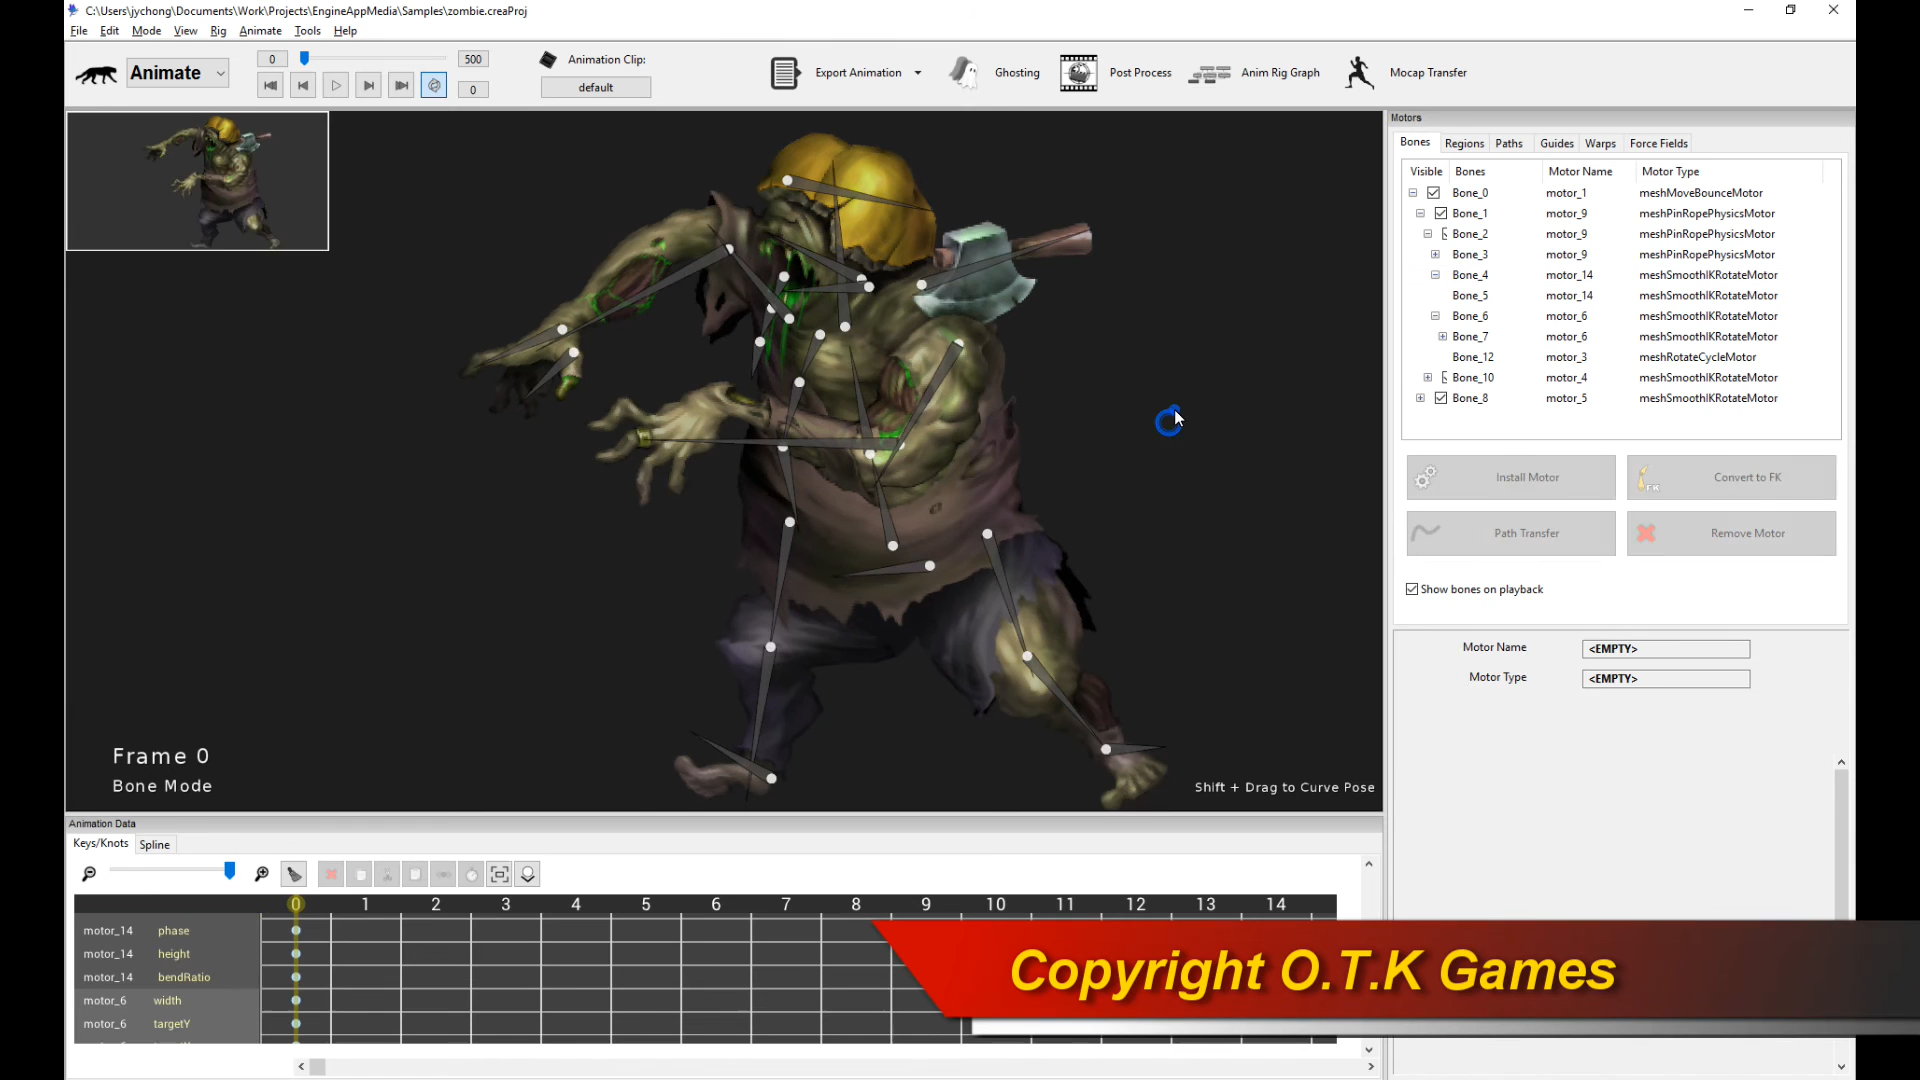 C:\Users\jychong\Documents\Work\Projects\EngineAppMedia\Samples\zombie.creaProj
File Edit Mode View Rig Animate Tools Help
Animate
0 500
0
Animation Clip:
default
Export Animation
Ghosting
Post Process
Anim Rig Graph
Mocap Transfer
Motors
Bones Regions Paths Guides Warps Force Fields
Visible Bones Motor Name Motor Type
Bone_0 motor_1 meshMoveBounceMotor
Bone_1 motor_9 meshPinRopePhysicsMotor
Bone_2 motor_9 meshPinRopePhysicsMotor
Bone_3 motor_9 meshPinRopePhysicsMotor
Bone_4 motor_14 meshSmoothIKRotateMotor
Bone_5 motor_14 meshSmoothIKRotateMotor
Bone_6 motor_6 meshSmoothIKRotateMotor
Bone_7 motor_6 meshSmoothIKRotateMotor
Bone_12 motor_3 meshRotateCycleMotor
Bone_10 motor_4 meshSmoothIKRotateMotor
Bone_8 motor_5 meshSmoothIKRotateMotor
Install Motor
FK Convert to FK
Path Transfer
Remove Motor
Show bones on playback
Motor Name <EMPTY>
Motor Type <EMPTY>
Frame 0
Bone Mode
Shift + Drag to Curve Pose
Animation Data
Keys/Knots Spline
0 1 2 3 4 5 6 7 8 9 10 11 12 13 14
motor_14 phase
motor_14 height
motor_14 bendRatio
motor_6 width
motor_6 targetY
Copyright O.T.K Games